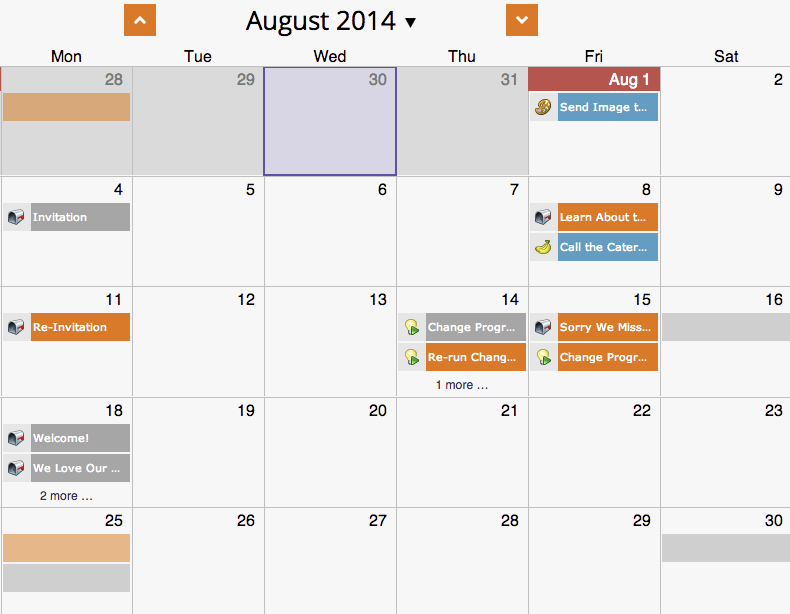 August 2014 ▼
Mon Tue Wed Thu Fri Sat
28 29 30 31 Aug 1 2
Send Image t...
4 5 6 7 8 9
Invitation
Learn About t...
Call the Cater...
11 12 13 14 15 16
Re-Invitation
Change Progr...
Sorry We Miss...
Re-run Chang...
Change Progr...
1 more ...
18 19 20 21 22 23
Welcome!
We Love Our ...
2 more ...
25 26 27 28 29 30